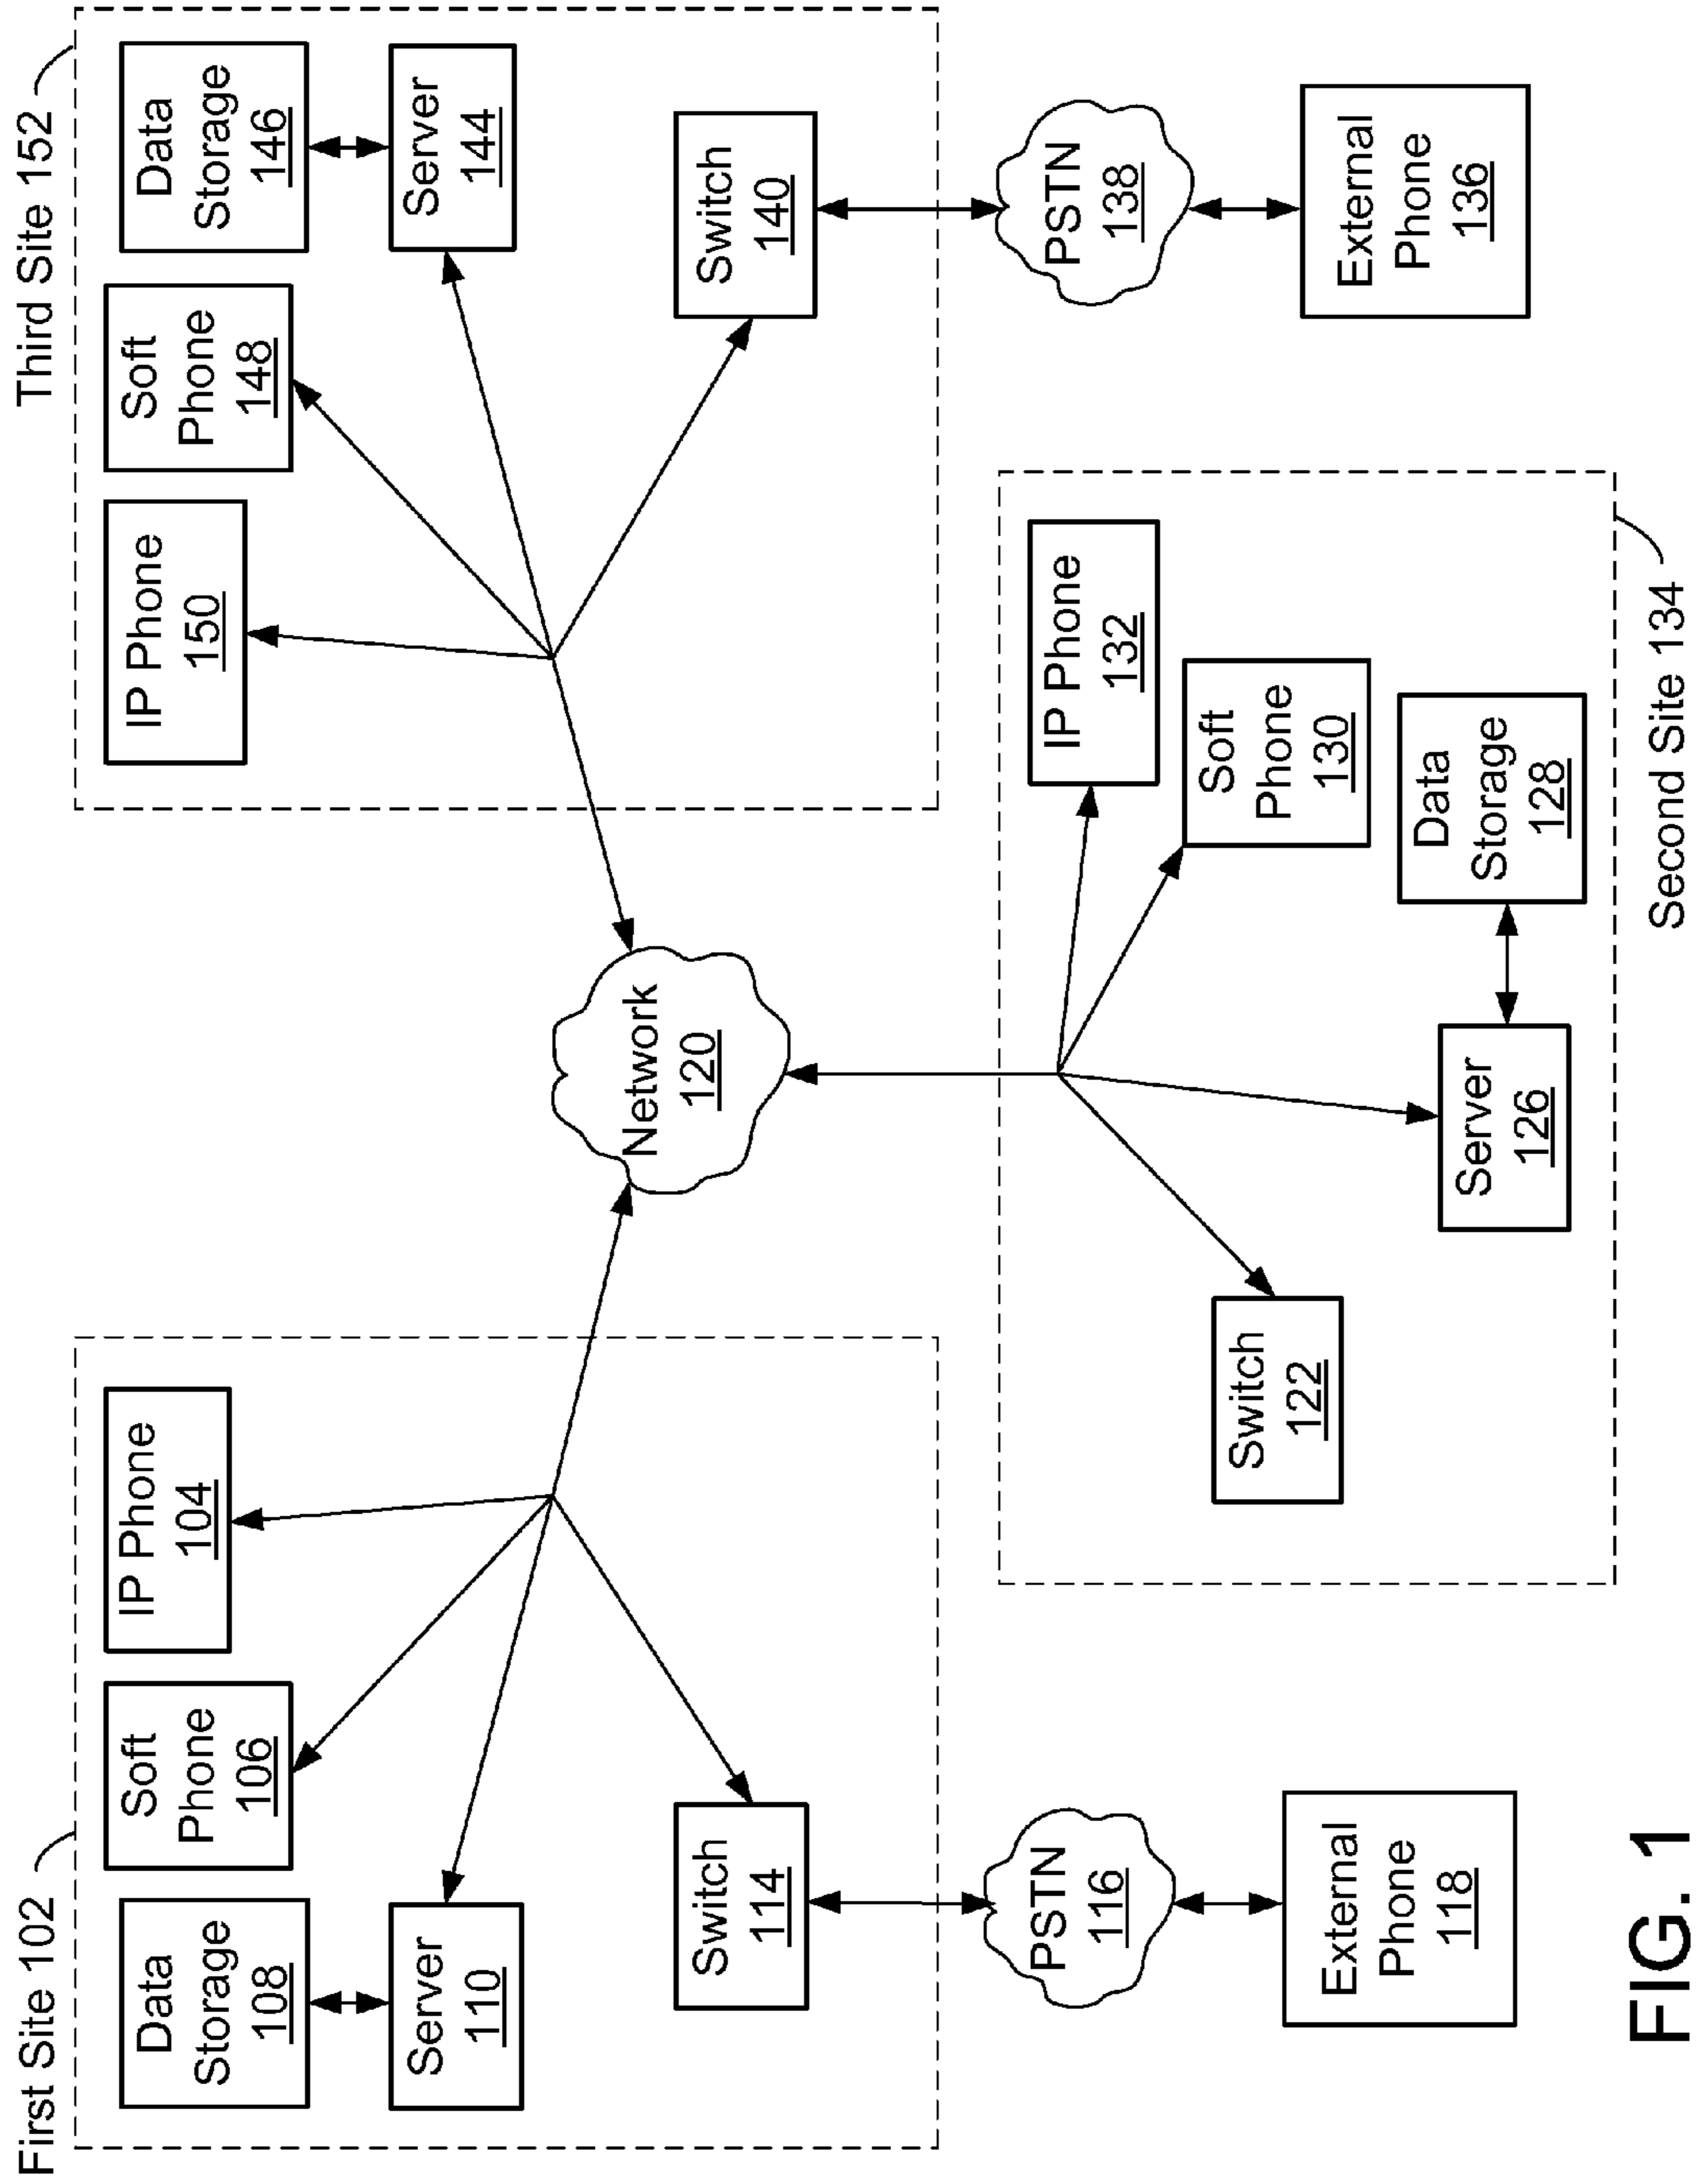 First Site 102
Data
Storage
108
Soft
Phone
106
IP Phone
104
Server
110
Switch
114
PSTN
116
External
Phone
118
Network
120
Third Site 152
IP Phone
150
Soft
Phone
148
Data
Storage
146
Server
144
Switch
140
PSTN
138
External
Phone
136
IP Phone
132
Soft
Phone
130
Data
Storage
128
Server
126
Switch
122
Second Site 134
FIG. 1